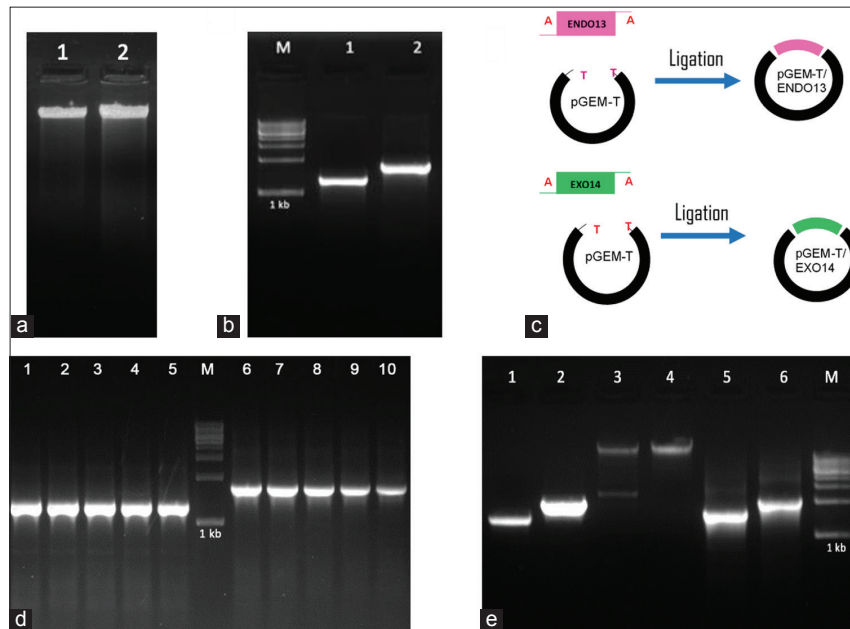 1 2
a
M 1 2
1 kb
b
A ENDO13 A
T T
pGEM-T
Ligation
pGEM-T/
ENDO13
A EXO14 A
T T
pGEM-T
Ligation
pGEM-T/
EXO14
c
1 2 3 4 5 M 6 7 8 9 10
1 kb
d
1 2 3 4 5 6 M
1 kb
e